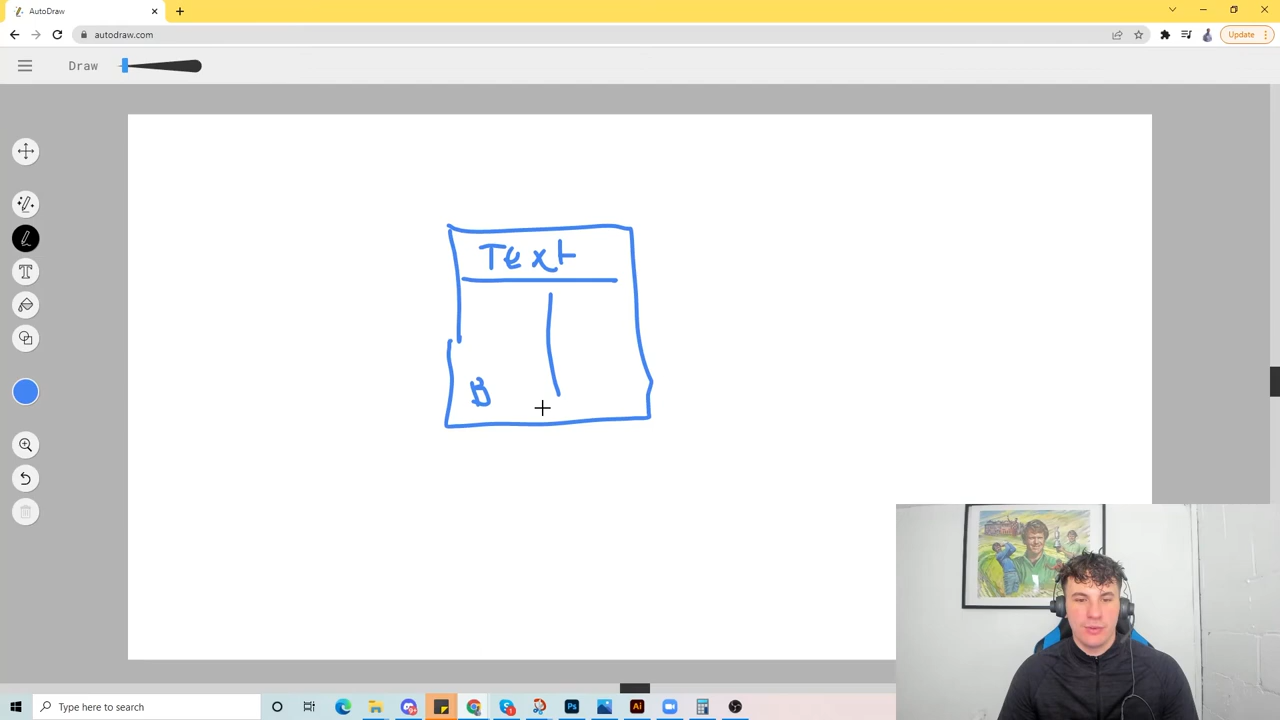 AutoDraw
autodraw.com
Update
Draw
Text
B
Type here to search